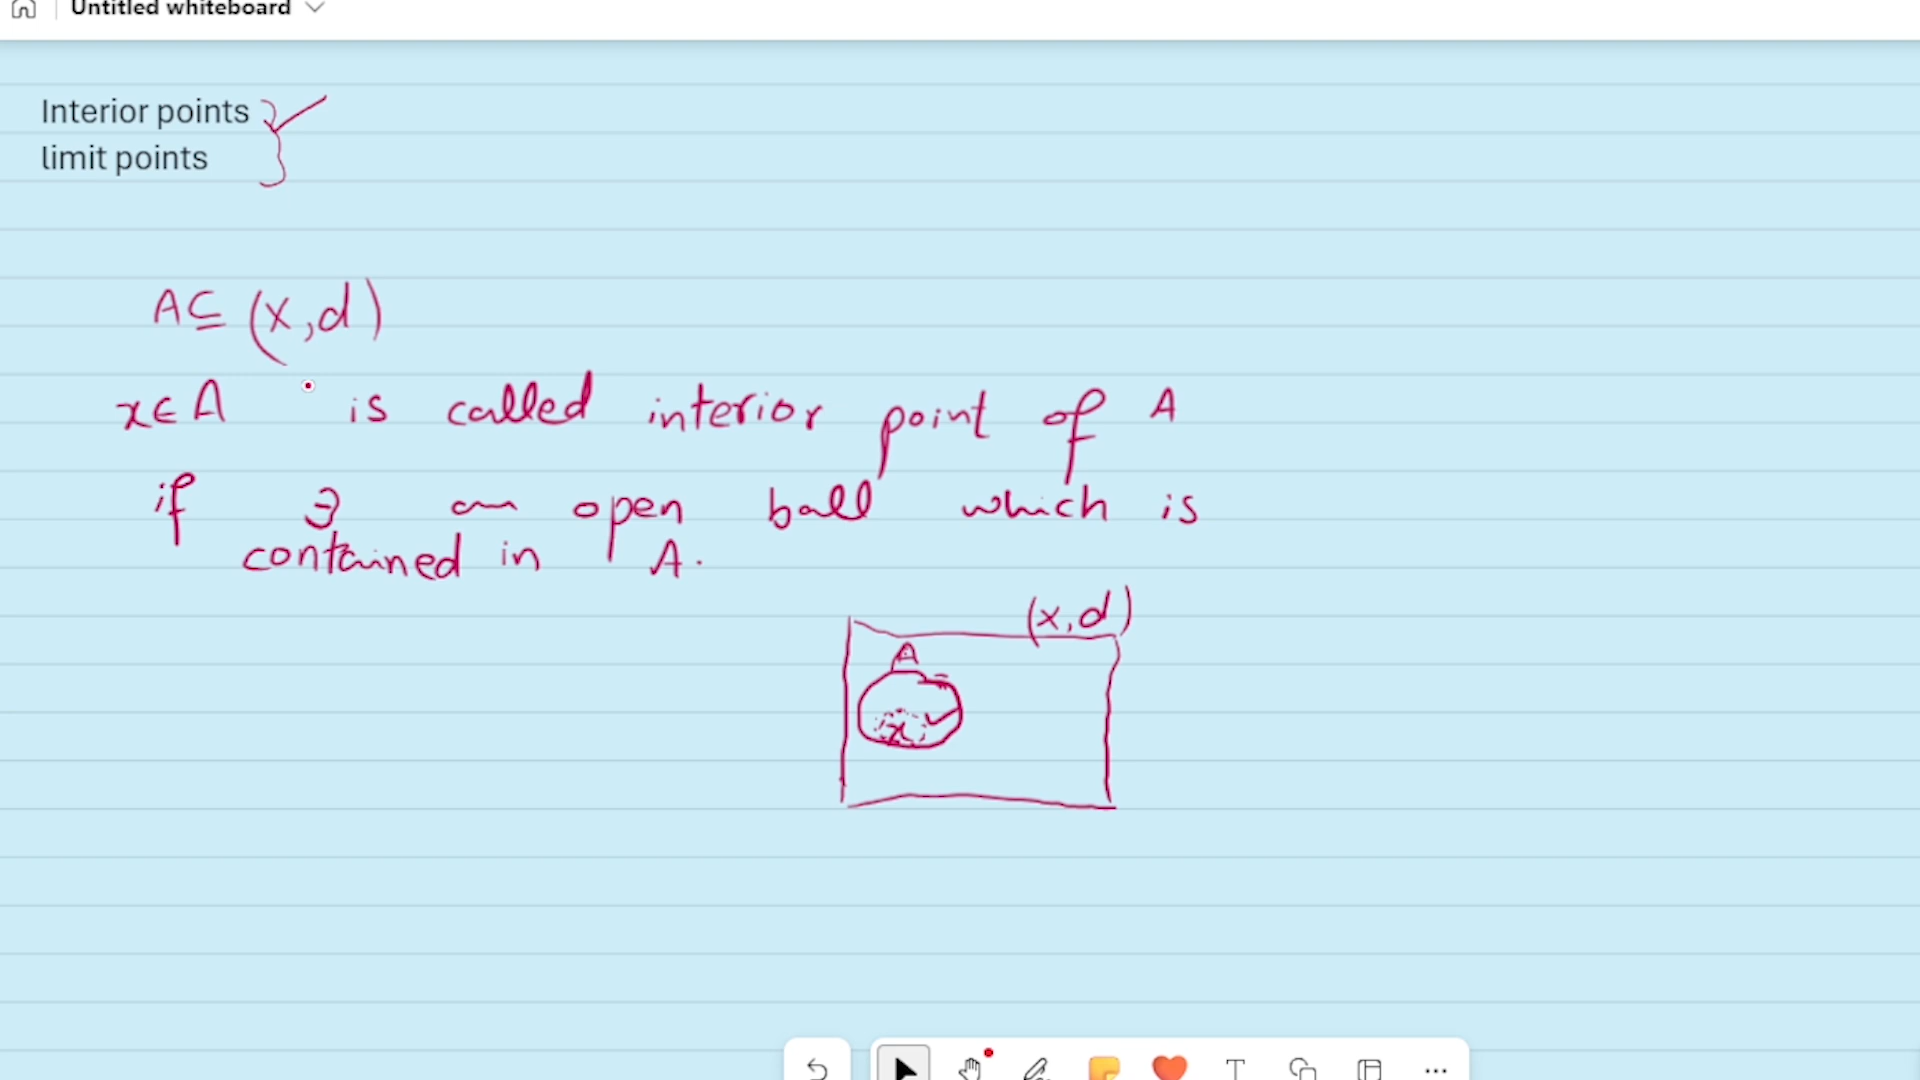 Untitled whiteboard
Interior points
limit points
A ⊆ (X, d)
x ∈ A is called interior point of A
if ∃ an open ball which is
contained in A.
(x, d)
A
x